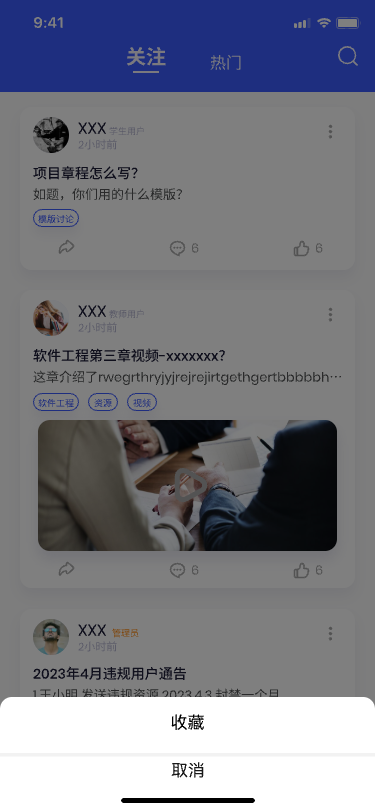 9:41
关注
热门
XXX 学生用户
2小时前
项目章程怎么写?
如题，你们用的什么模版?
模版讨论
6
6
XXX 教师用户
2小时前
软件工程第三章视频-xxxxxxx?
这章介绍了rwegrthryjyjrejrejirtgethgertbbbbbh···
软件工程
资源
视频
6
6
XXX 管理员
2小时前
2023年4月违规用户通告
1.王小明 发送违规资源 2023.4.3 封禁一个月
收藏
取消